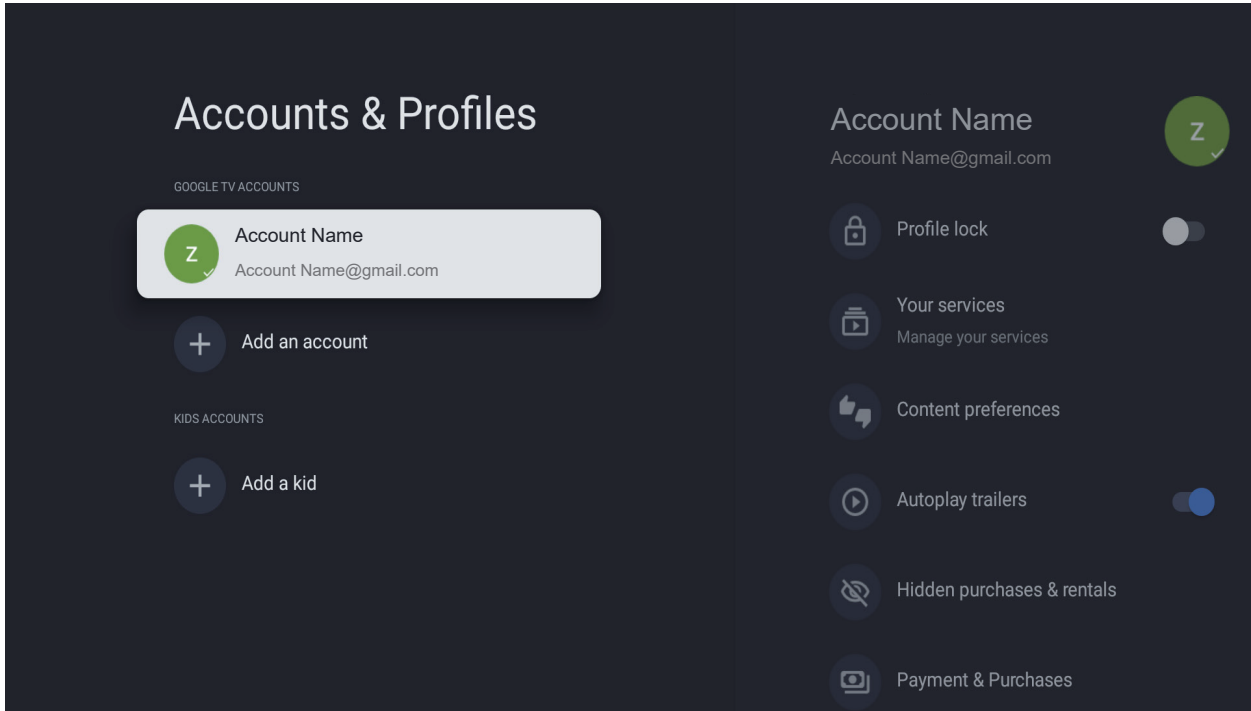 Accounts & Profiles
GOOGLE TV ACCOUNTS
Z
Account Name
Account Name@gmail.com
Add an account
KIDS ACCOUNTS
Add a kid
Account Name
Account Name@gmail.com
Z
Profile lock
Your services
Manage your services
Content preferences
Autoplay trailers
Hidden purchases & rentals
Payment & Purchases